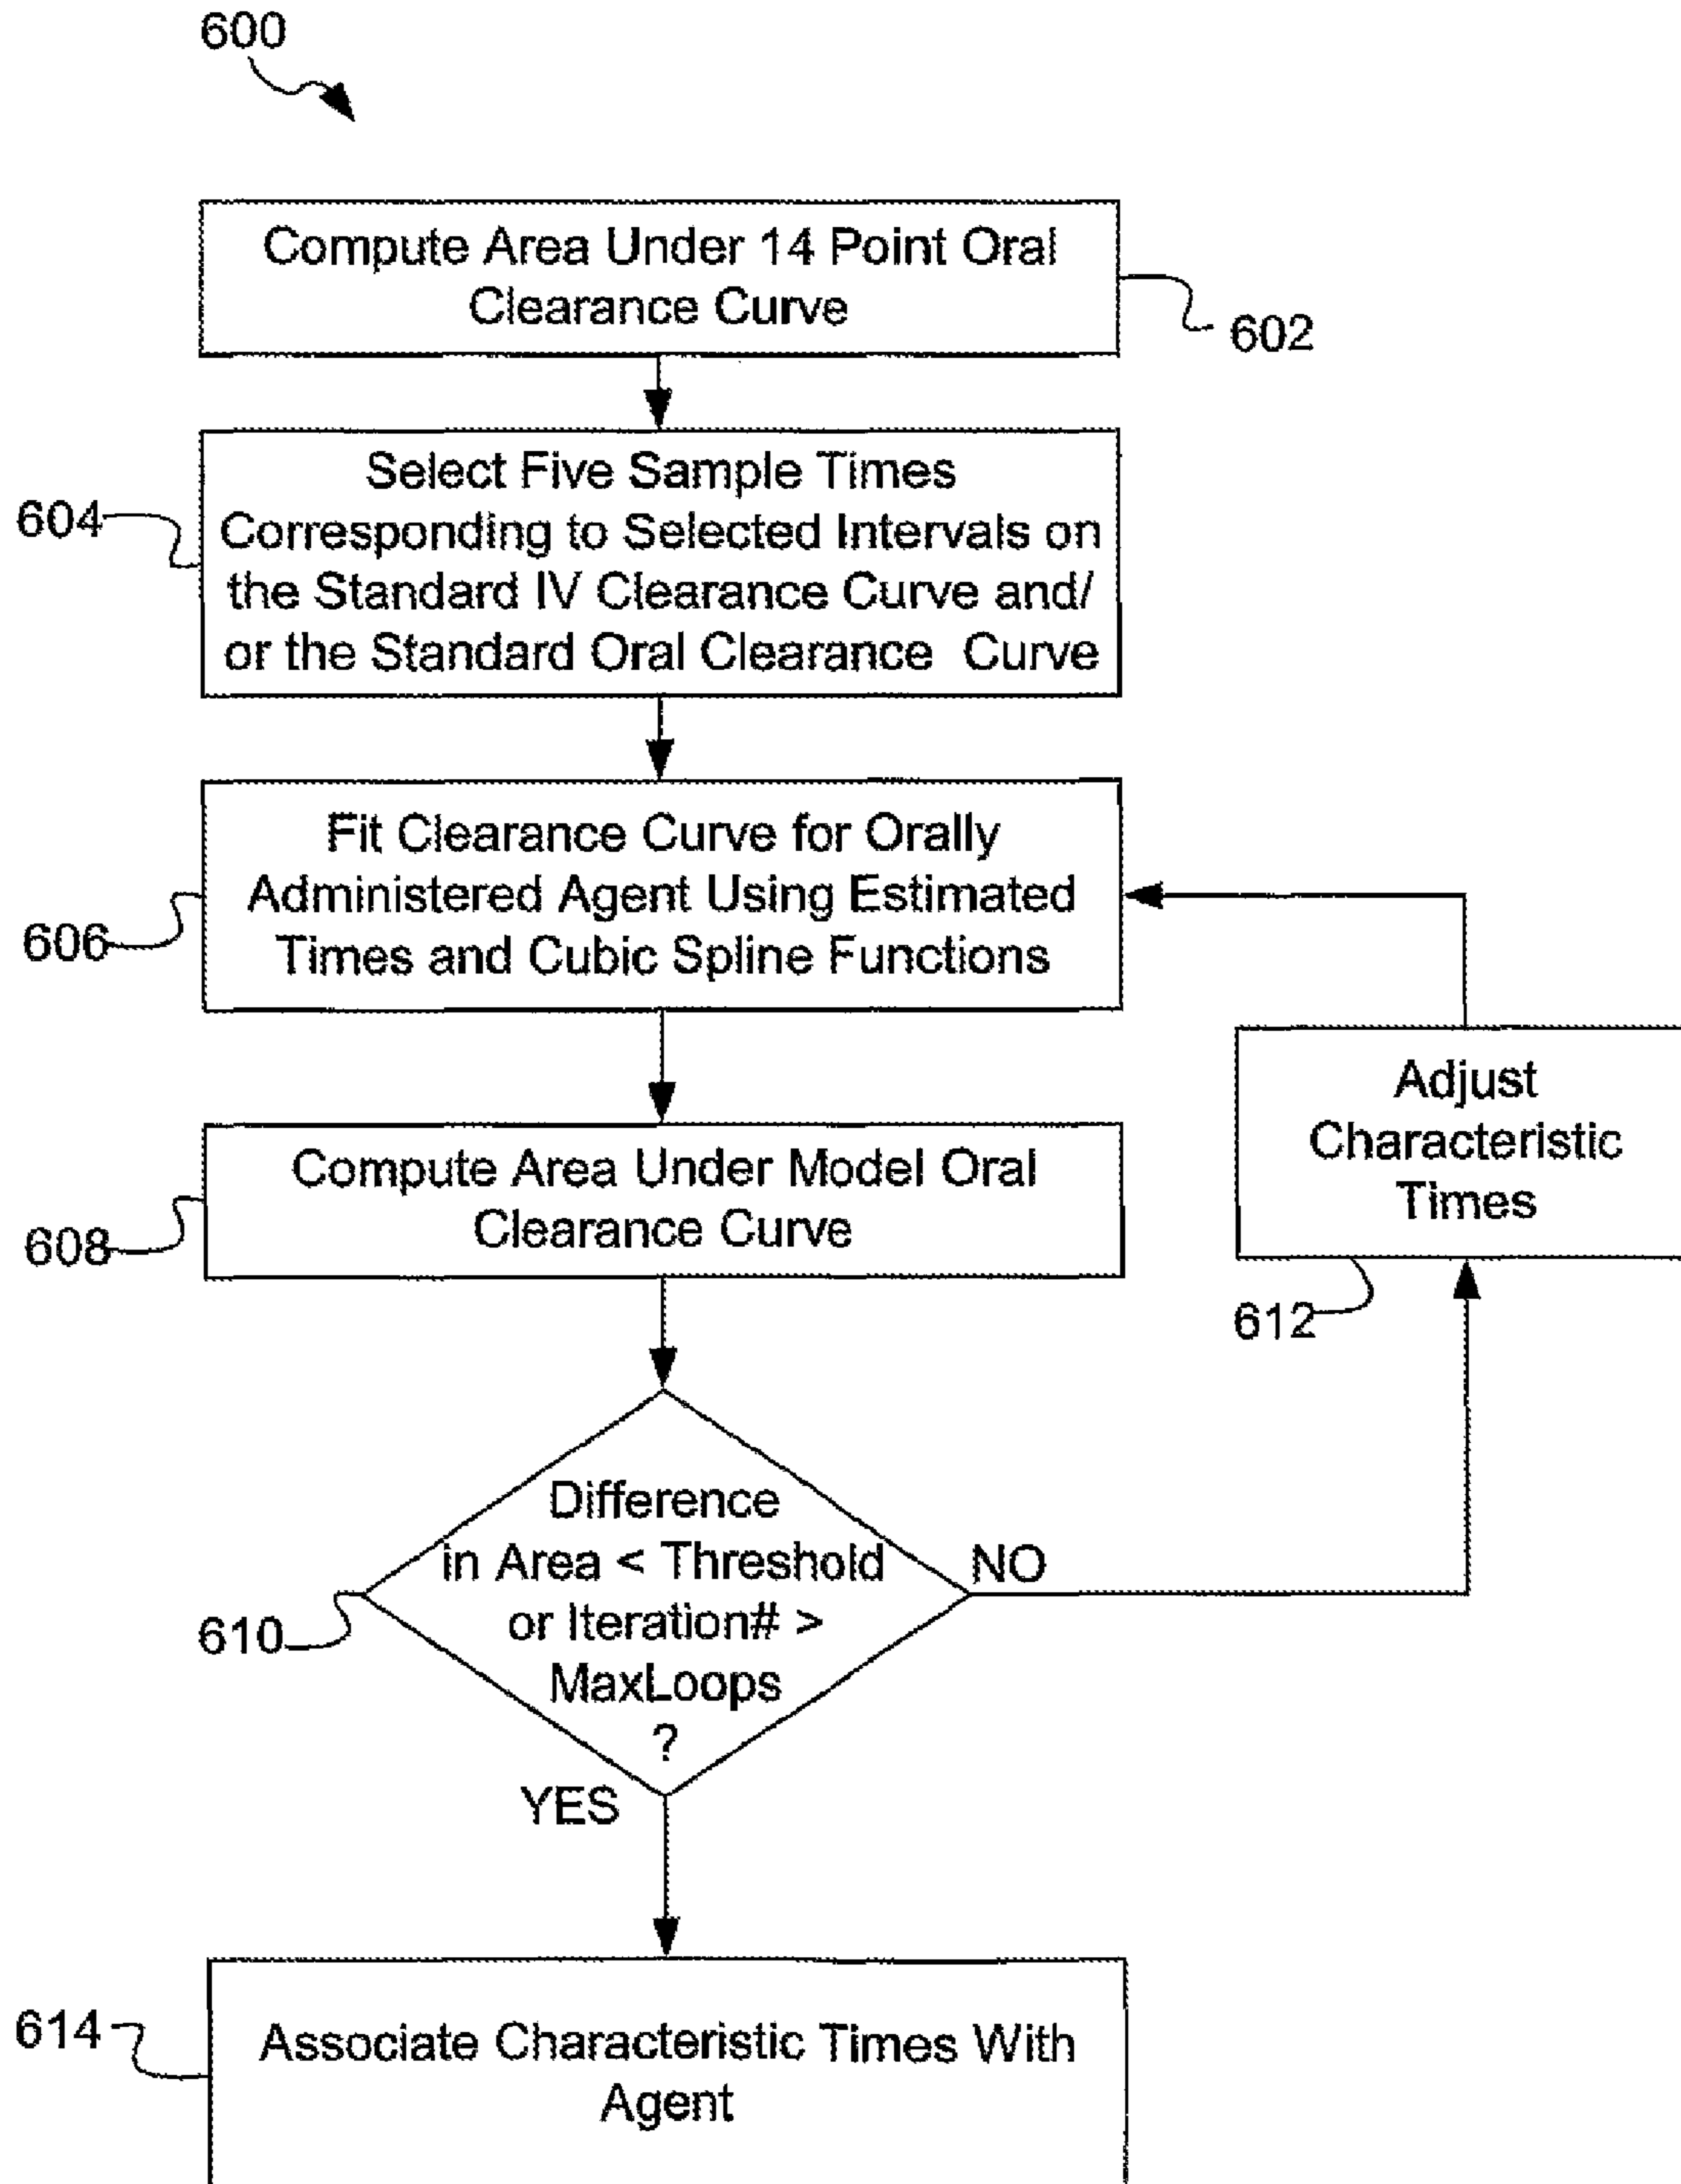 600
Compute Area Under 14 Point Oral
Clearance Curve
602
Select Five Sample Times
Corresponding to Selected Intervals on
the Standard IV Clearance Curve and/
or the Standard Oral Clearance Curve
604
Fit Clearance Curve for Orally
Administered Agent Using Estimated
Times and Cubic Spline Functions
606
Compute Area Under Model Oral
Clearance Curve
608
Adjust
Characteristic
Times
612
Difference
in Area < Threshold
or Iteration# >
MaxLoops
?
610
NO
YES
Associate Characteristic Times With
Agent
614